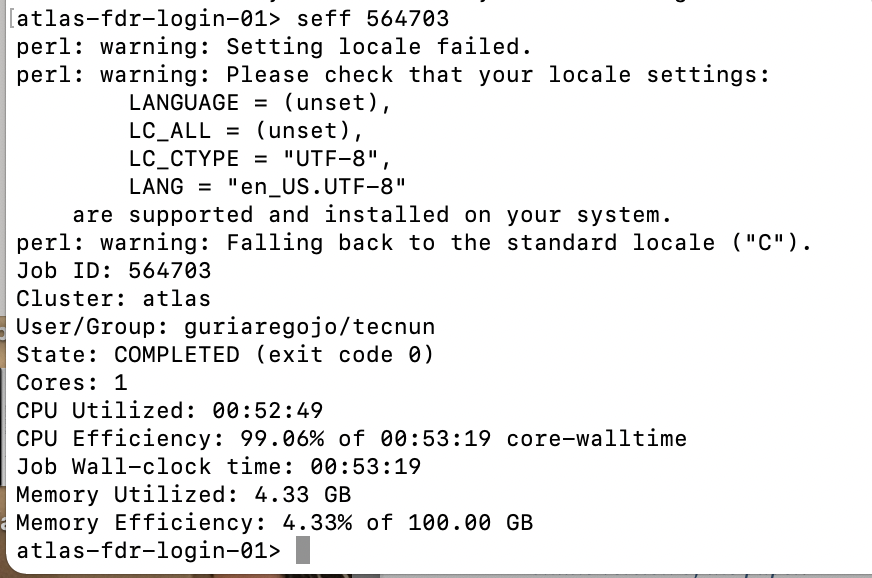 [atlas-fdr-login-01> seff 564703
perl: warning: Setting locale failed.
perl: warning: Please check that your locale settings:
        LANGUAGE = (unset),
        LC_ALL = (unset),
        LC_CTYPE = "UTF-8",
        LANG = "en_US.UTF-8"
    are supported and installed on your system.
perl: warning: Falling back to the standard locale ("C").
Job ID: 564703
Cluster: atlas
User/Group: guriaregojo/tecnun
State: COMPLETED (exit code 0)
Cores: 1
CPU Utilized: 00:52:49
CPU Efficiency: 99.06% of 00:53:19 core-walltime
Job Wall-clock time: 00:53:19
Memory Utilized: 4.33 GB
Memory Efficiency: 4.33% of 100.00 GB
atlas-fdr-login-01>